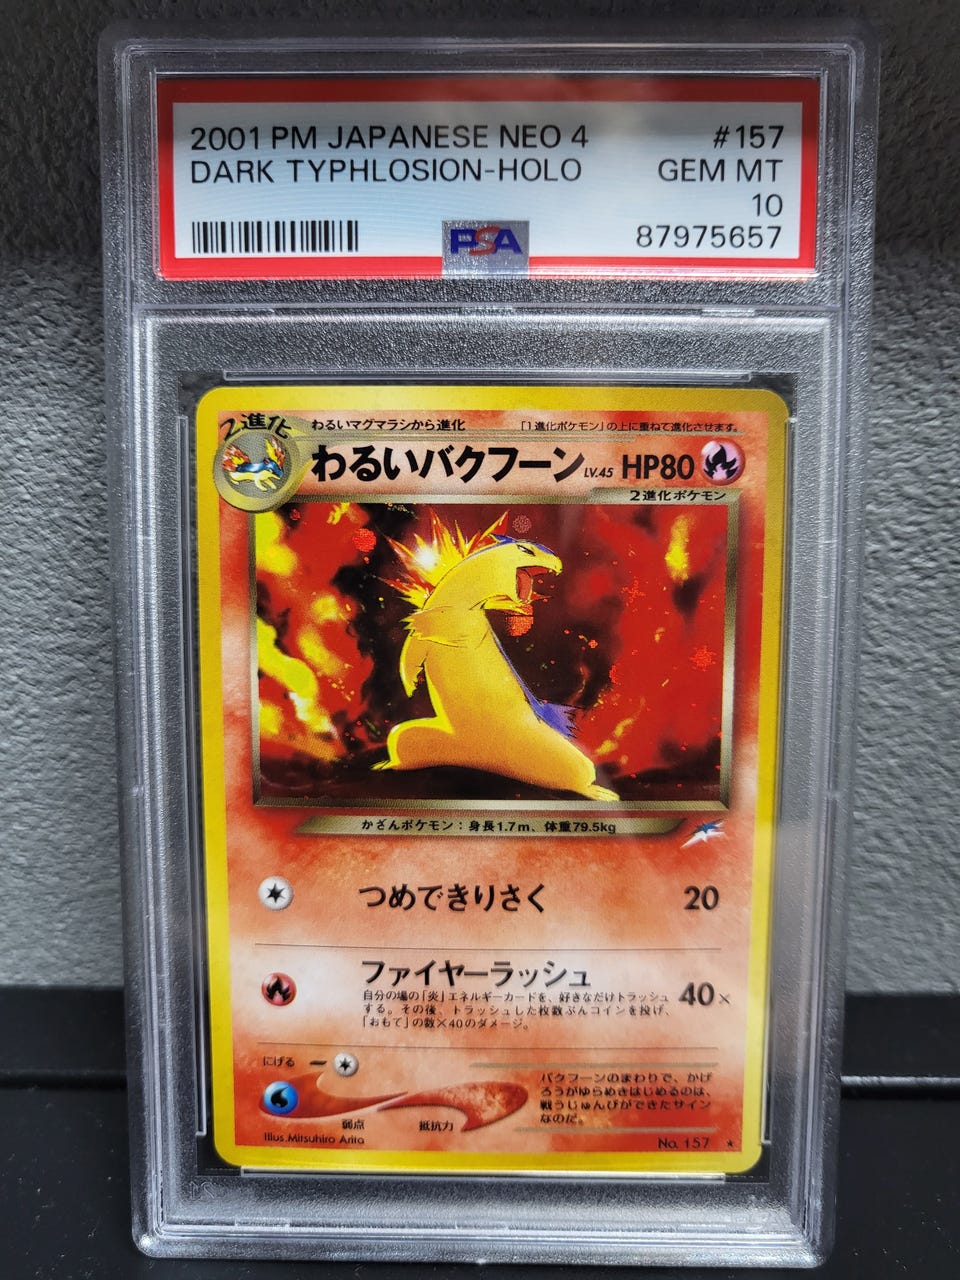 2001 PM JAPANESE NEO 4 #157
DARK TYPHLOSION-HOLO GEM MT
10
PSA 87975657
2進化
わるいマグマラシから進化 「1進化ポケモン」の上に重ねて進化させます。
わるいバクフーン LV.45 HP80
2進化ポケモン
かざんポケモン：身長1.7m、体重79.5kg
つめできりさく 20
ファイヤーラッシュ 40×
自分の場の「炎」エネルギーカードを、好きなだけトラッシュ
する。その後、トラッシュした枚数ぶんコインを投げ、
「おもて」の数×40のダメージ。
にげる
弱点 抵抗力
バクフーンのまわりで、かげ
ろうがゆらめきはじめるのは、
戦うじゅんびができたサイン
なのだ。
Illus. Mitsuhiro Arita
No. 157 ★